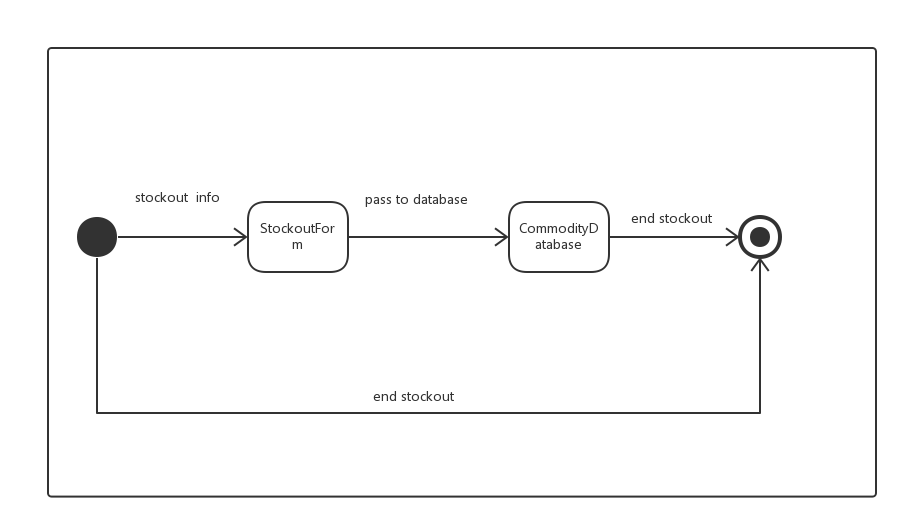 stockout info
pass to database
end stockout
StockoutFor
m
CommodityD
atabase
end stockout